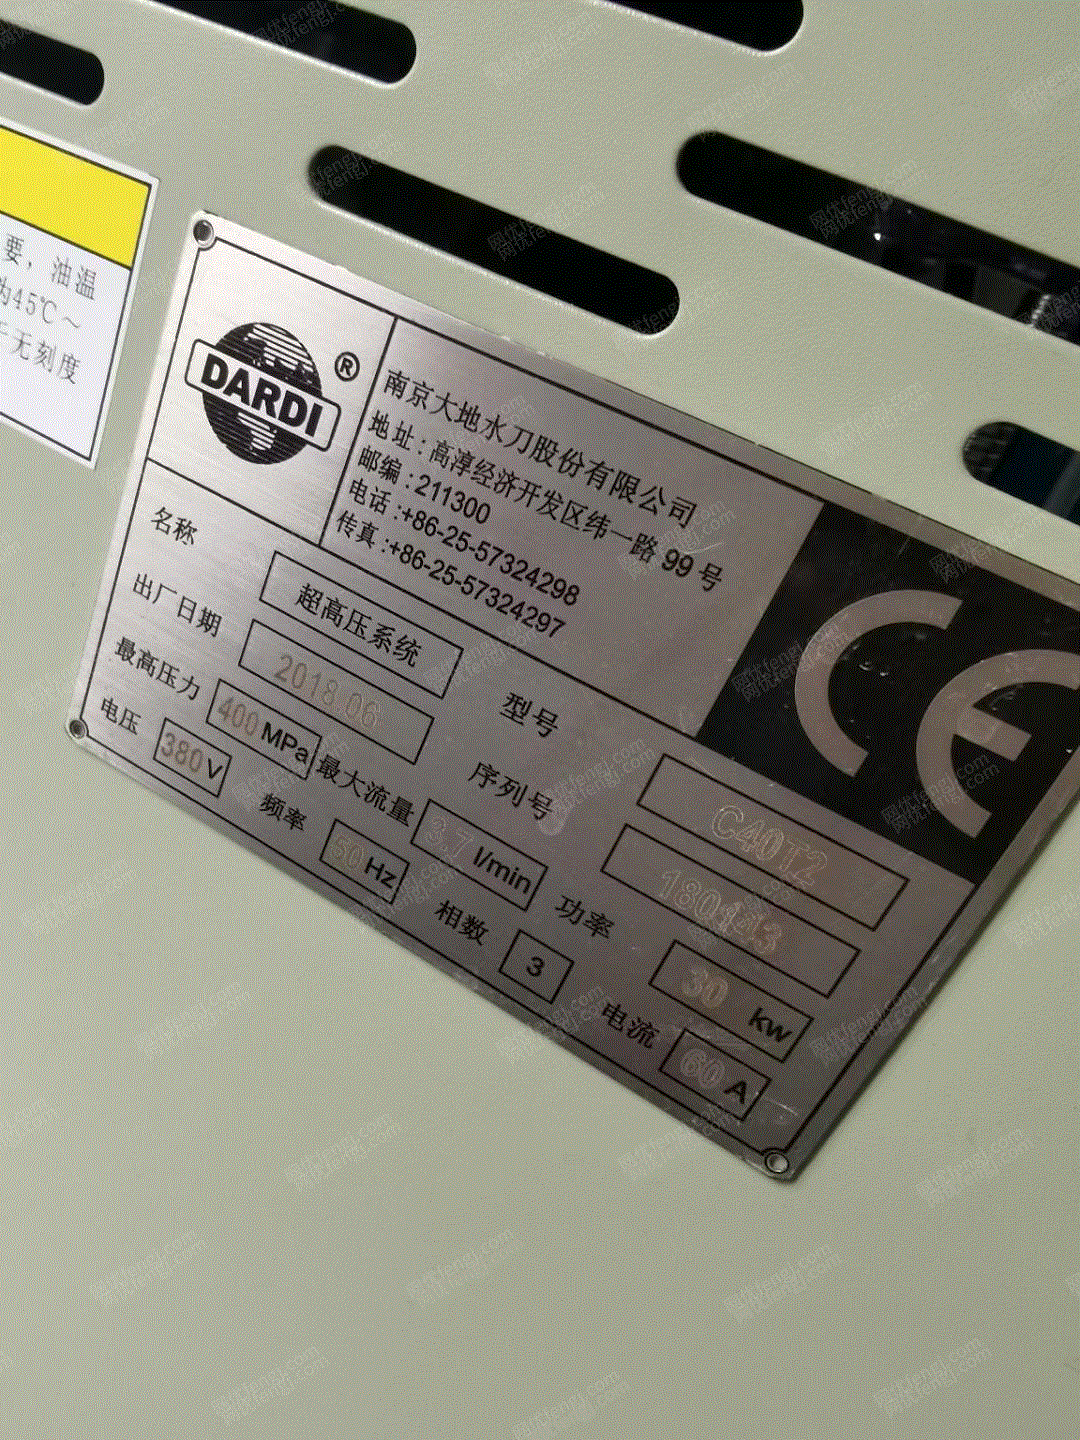 要，油温
为45℃～
无刻度
DARDI®
南京大地水刀股份有限公司
地址：高淳经济开发区纬一路 99 号
邮编：211300
电话：+86-25-57324298
传真：+86-25-57324297
CE
名称 超高压系统 型号 C40T2
出厂日期 2018.06 序列号
最高压力 400 MPa 最大流量 3.7 l/min 功率 30 kw
电压 380 V 频率 50 Hz 相数 3 电流 60 A